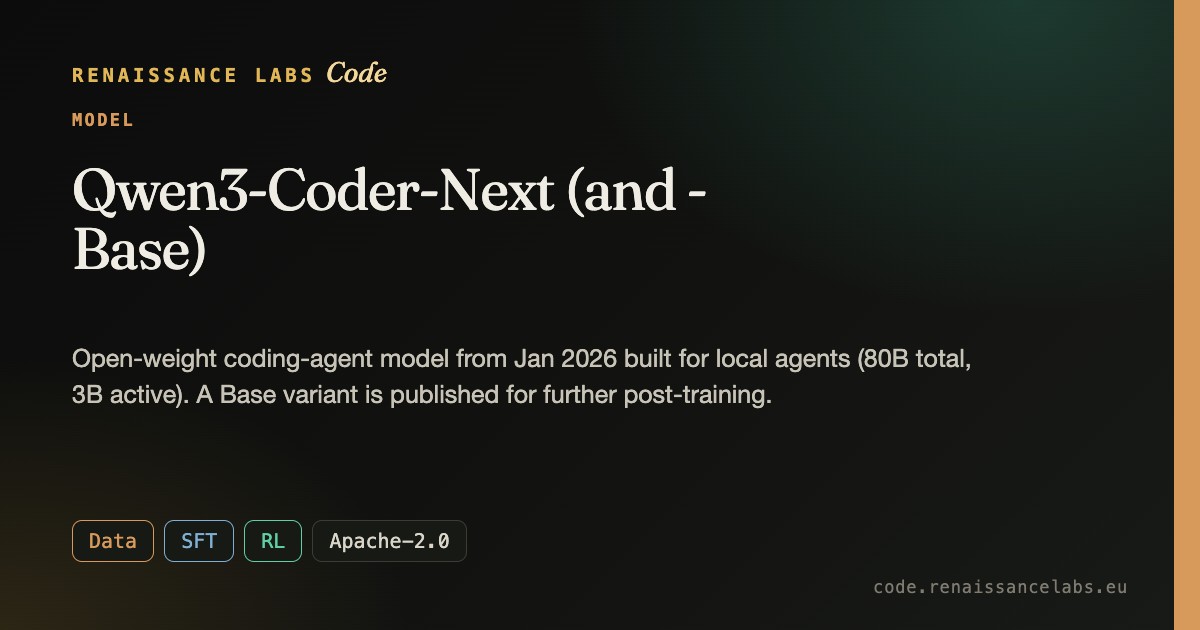 RENAISSANCE LABS Code
MODEL
Qwen3-Coder-Next (and -
Base)
Open-weight coding-agent model from Jan 2026 built for local agents (80B total,
3B active). A Base variant is published for further post-training.
Data SFT RL Apache-2.0
code.renaissancelabs.eu